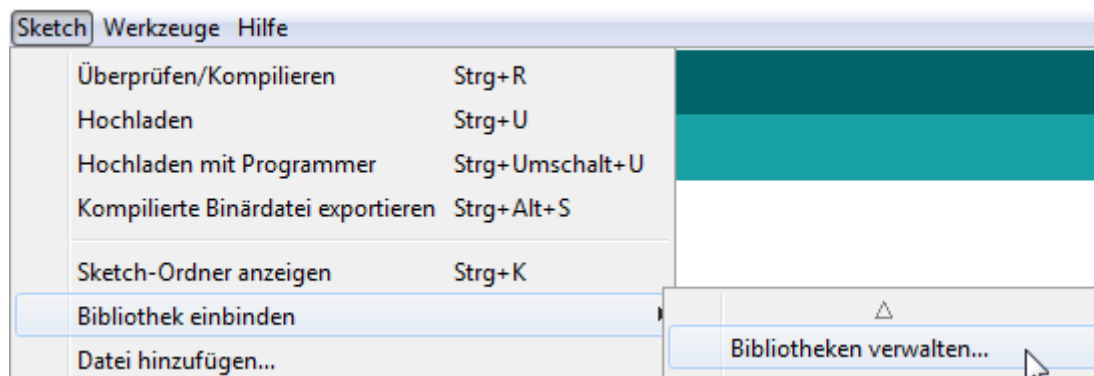 Sketch Werkzeuge Hilfe
Überprüfen/Kompilieren Strg+R
Hochladen Strg+U
Hochladen mit Programmer Strg+Umschalt+U
Kompilierte Binärdatei exportieren Strg+Alt+S
Sketch-Ordner anzeigen Strg+K
Bibliothek einbinden
Bibliotheken verwalten...
Datei hinzufügen...